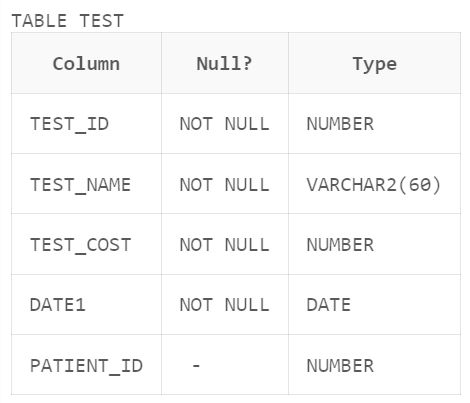 TABLE TEST
Column Null? Type
TEST_ID NOT NULL NUMBER
TEST_NAME NOT NULL VARCHAR2(60)
TEST_COST NOT NULL NUMBER
DATE1 NOT NULL DATE
PATIENT_ID - NUMBER